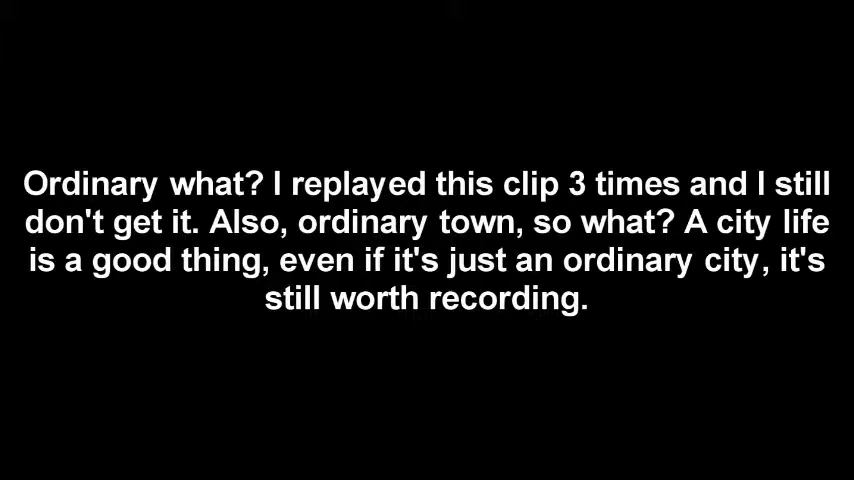 Ordinary what? I replayed this clip 3 times and I still
don't get it. Also, ordinary town, so what? A city life
is a good thing, even if it's just an ordinary city, it's
still worth recording.